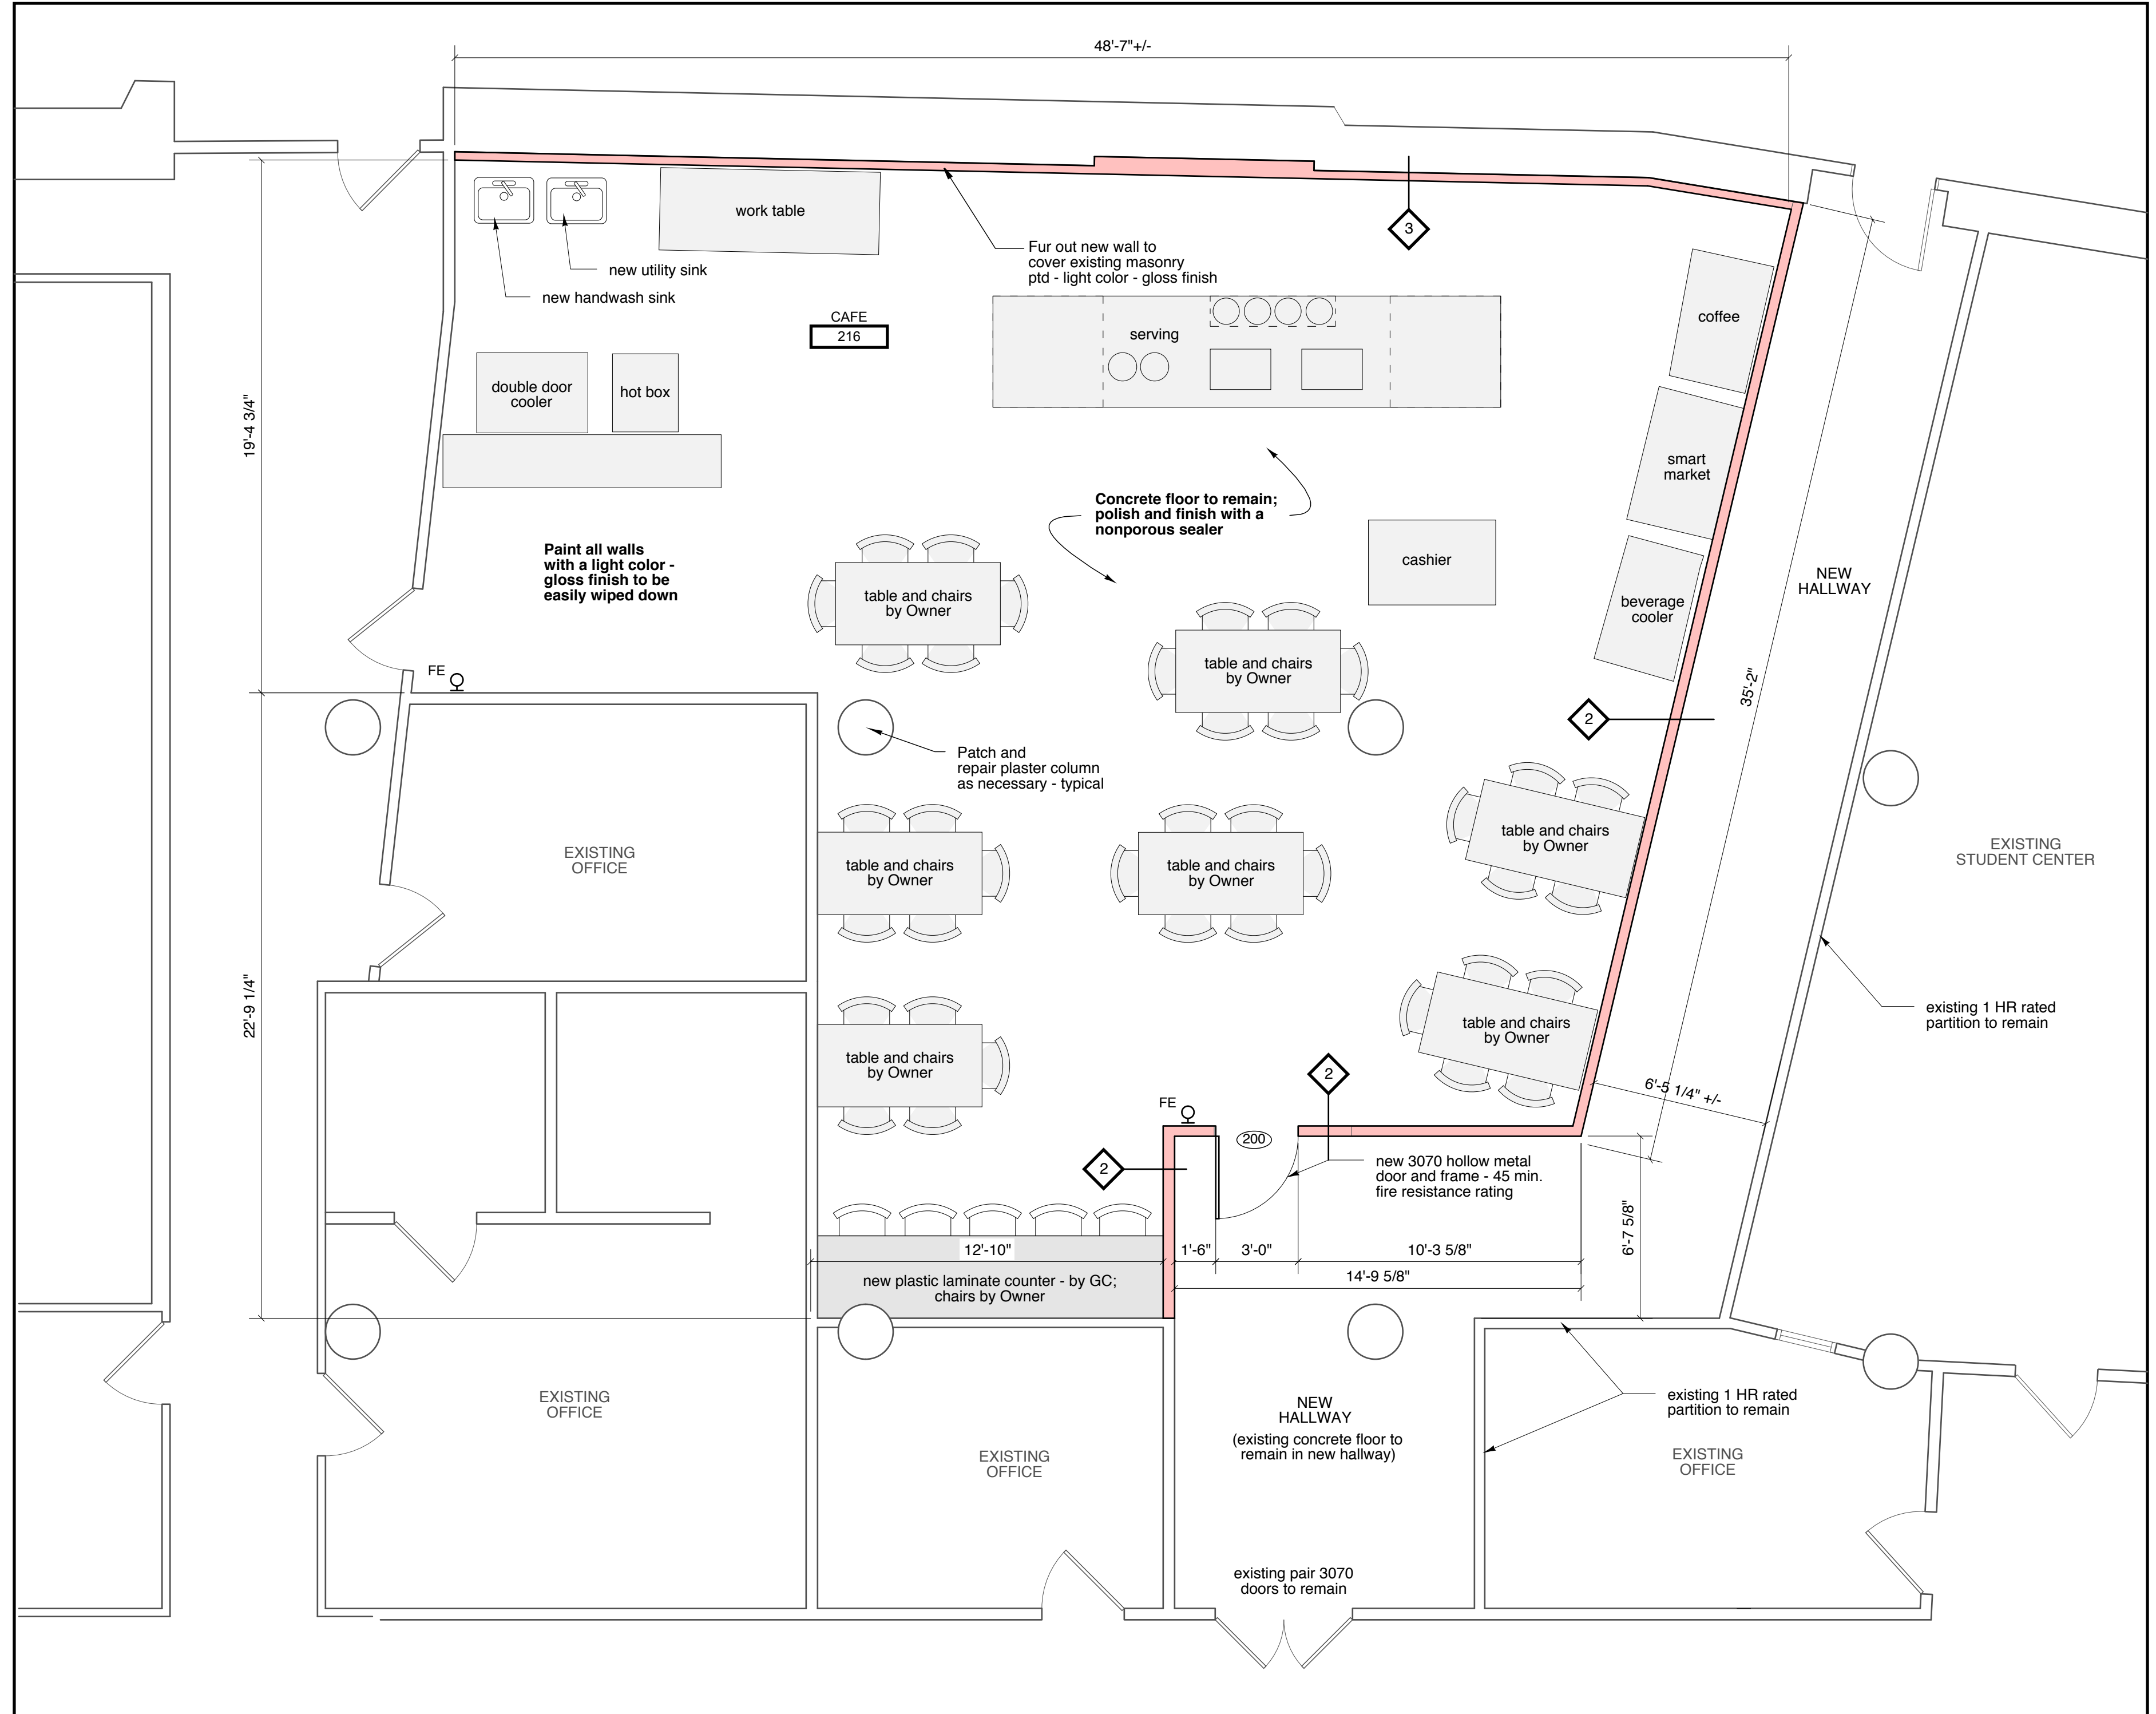 48'-7"+/-
work table
3
Fur out new wall to
cover existing masonry
ptd - light color - gloss finish
new utility sink
new handwash sink
CAFE
216
serving
coffee
double door
cooler
hot box
19'-4 3/4"
smart
market
Concrete floor to remain;
polish and finish with a
nonporous sealer
Paint all walls
with a light color -
gloss finish to be
easily wiped down
cashier
NEW
HALLWAY
table and chairs
by Owner
beverage
cooler
table and chairs
by Owner
FE
35'-2"
2
Patch and
repair plaster column
as necessary - typical
EXISTING
OFFICE
table and chairs
by Owner
table and chairs
by Owner
table and chairs
by Owner
EXISTING
STUDENT CENTER
22'-9 1/4"
existing 1 HR rated
partition to remain
table and chairs
by Owner
table and chairs
by Owner
2
6'-5 1/4" +/-
FE
200
2
new 3070 hollow metal
door and frame - 45 min.
fire resistance rating
6'-7 5/8"
12'-10"
1'-6"
3'-0"
10'-3 5/8"
14'-9 5/8"
new plastic laminate counter - by GC;
chairs by Owner
EXISTING
OFFICE
NEW
HALLWAY
(existing concrete floor to
remain in new hallway)
existing 1 HR rated
partition to remain
EXISTING
OFFICE
EXISTING
OFFICE
existing pair 3070
doors to remain